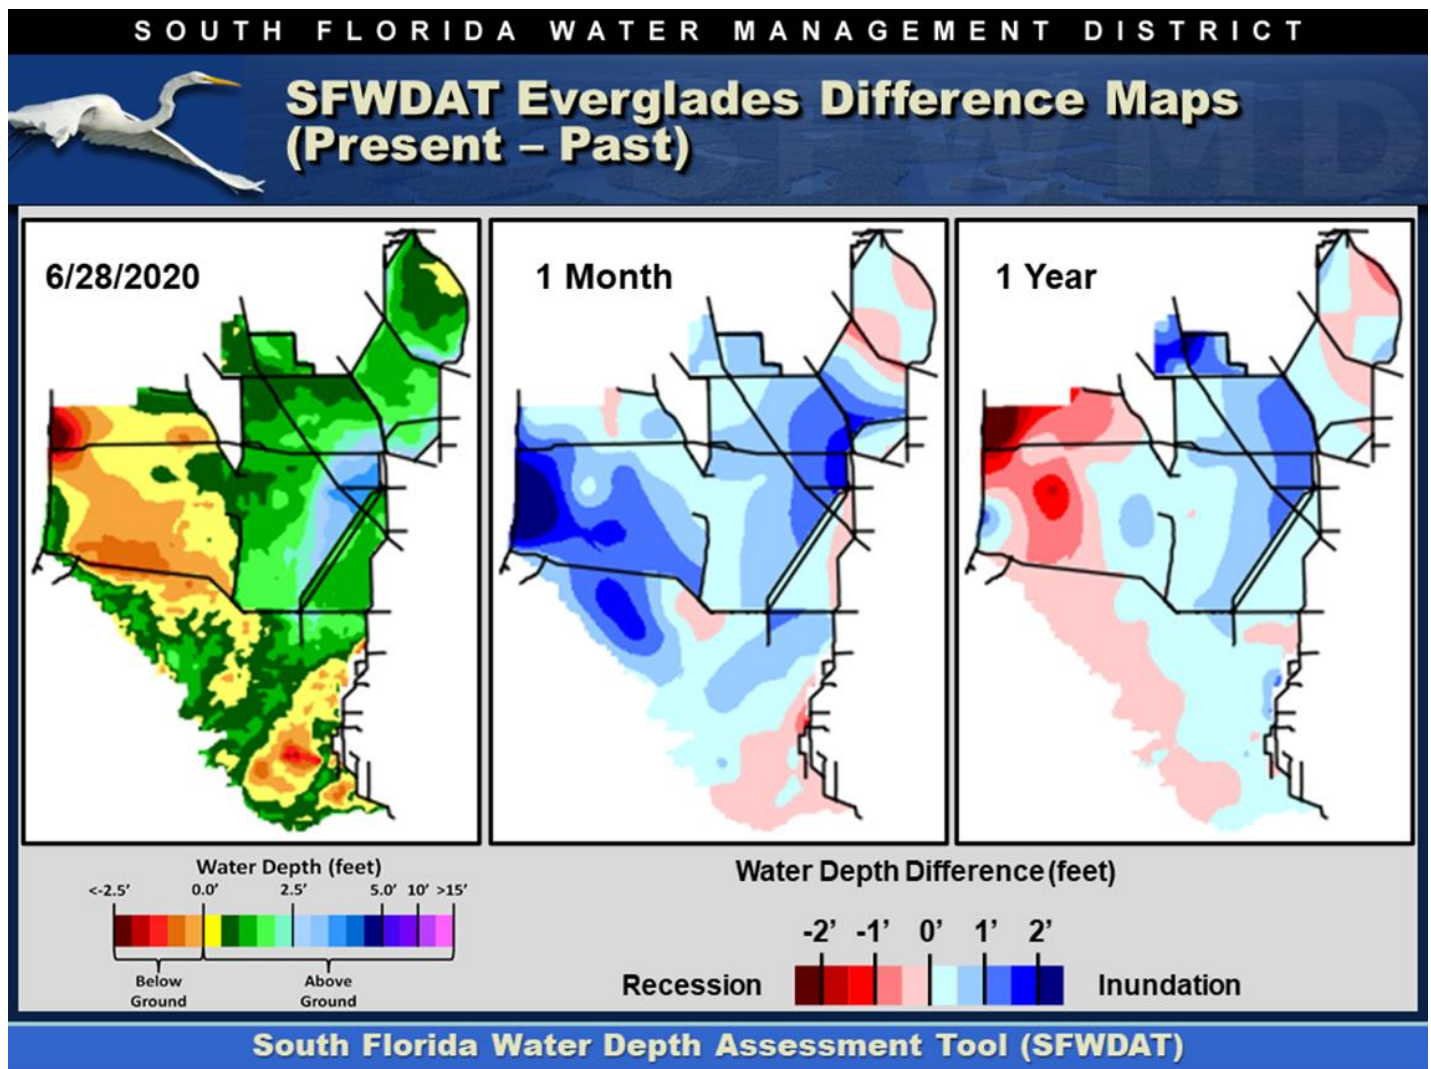 SOUTH FLORIDA WATER MANAGEMENT DISTRICT
SFWDAT Everglades Difference Maps
(Present – Past)
6/28/2020
1 Month
1 Year
Water Depth (feet)
<-2.5’ 0.0’ 2.5’ 5.0’ 10’ >15’
Below
Ground
Above
Ground
Water Depth Difference (feet)
-2’ -1’ 0’ 1’ 2’
Recession
Inundation
South Florida Water Depth Assessment Tool (SFWDAT)